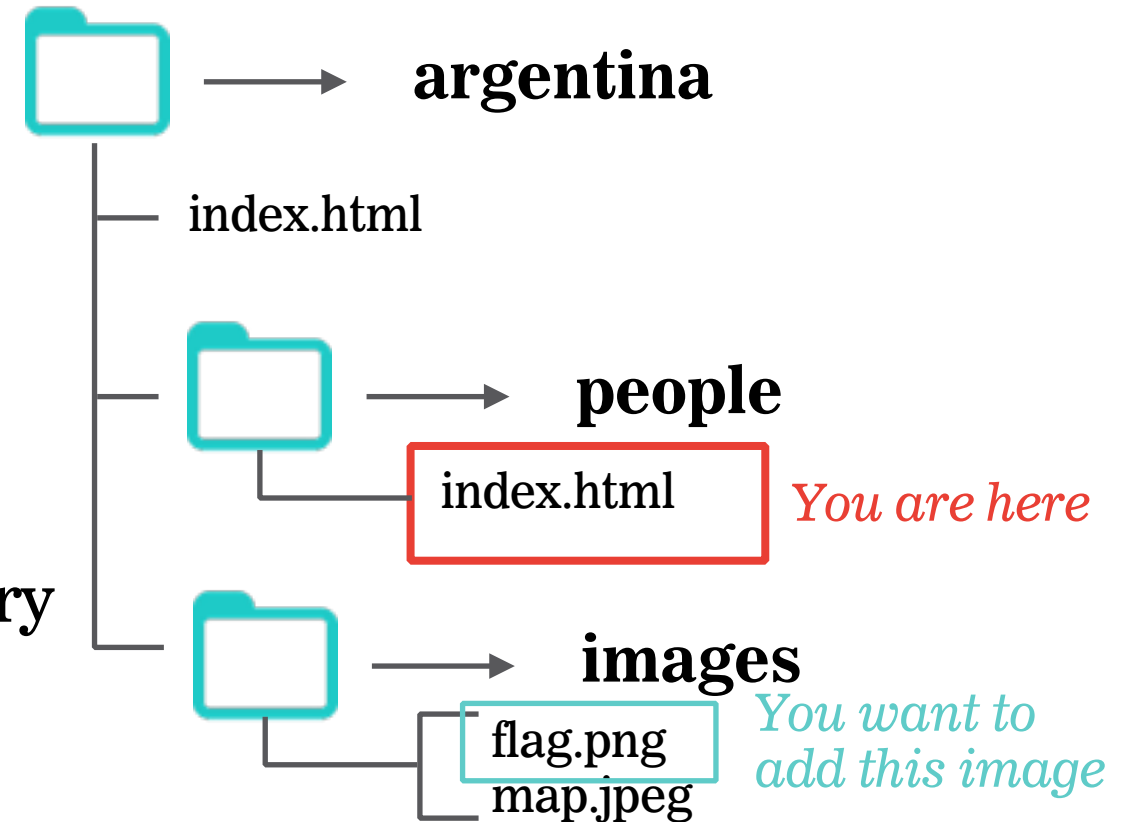 argentina
index.html
people
index.html
You are here
ry
images
You want to
add this image
flag.png
map.jpeg